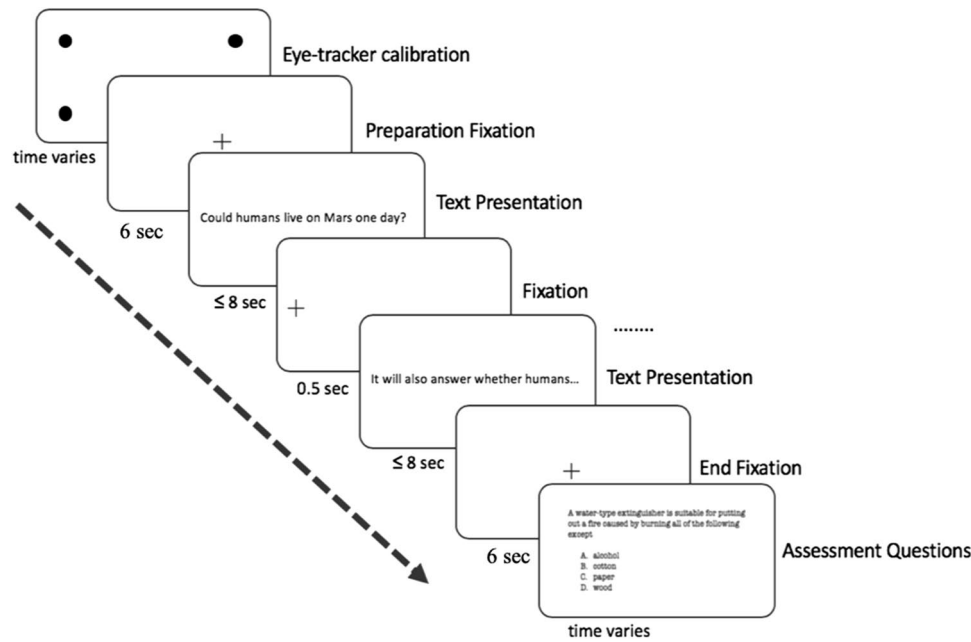 Eye-tracker calibration
time varies
Preparation Fixation
6 sec
Could humans live on Mars one day?
Text Presentation
≤ 8 sec
Fixation
0.5 sec
........
It will also answer whether humans...
Text Presentation
≤ 8 sec
End Fixation
6 sec
A water-type extinguisher is suitable for putting
out a fire caused by burning all of the following
except
A. alcohol
B. cotton
C. paper
D. wood
Assessment Questions
time varies